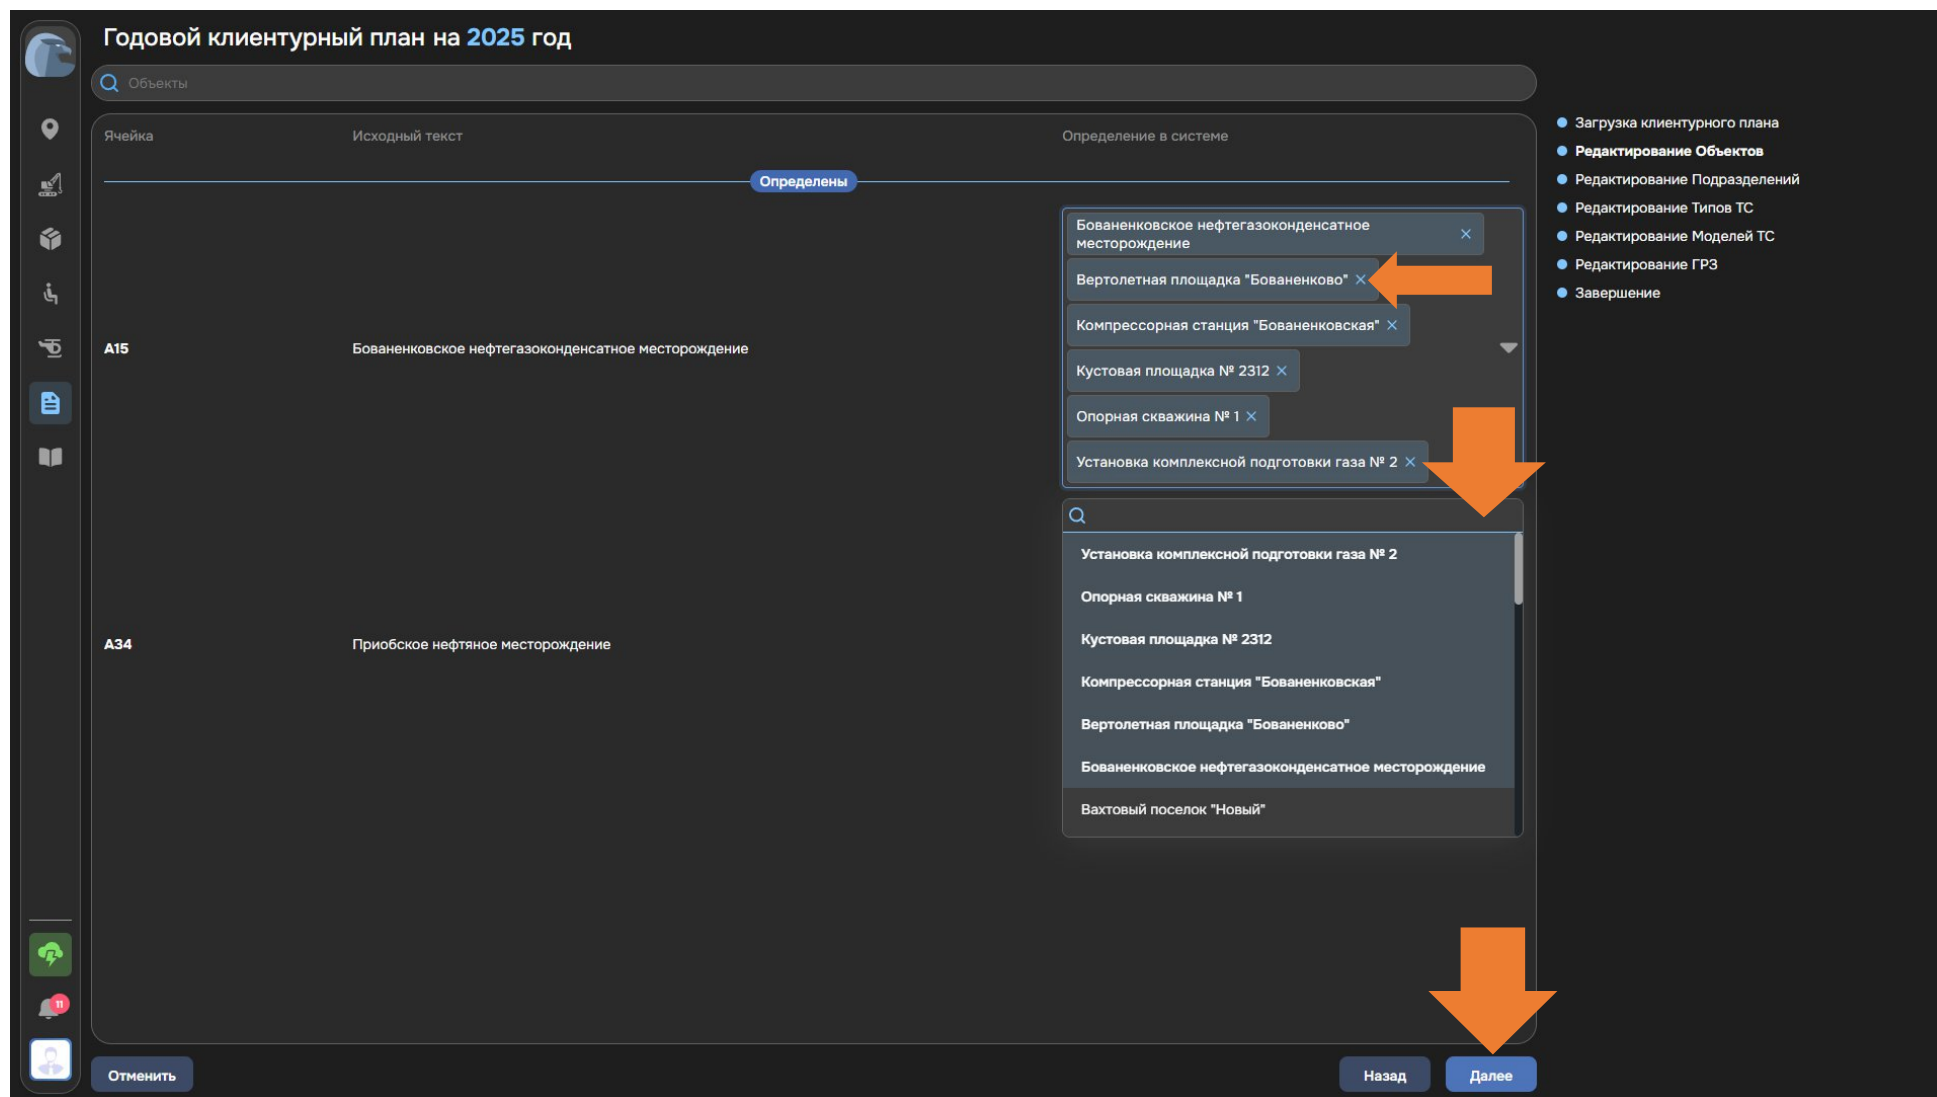 Годовой клиентурный план на 2025 год
Объекты
Ячейка
Исходный текст
Определение в системе
Определены
A15
Бованенковское нефтегазоконденсатное месторождение
Бованенковское нефтегазоконденсатное
месторождение
Вертолетная площадка "Бованенково"
Компрессорная станция "Бованенковская"
Кустовая площадка № 2312
Опорная скважина № 1
Установка комплексной подготовки газа № 2
A34
Приобское нефтяное месторождение
Установка комплексной подготовки газа № 2
Опорная скважина № 1
Кустовая площадка № 2312
Компрессорная станция "Бованенковская"
Вертолетная площадка "Бованенково"
Бованенковское нефтегазоконденсатное месторождение
Вахтовый поселок "Новый"
Загрузка клиентурного плана
Редактирование Объектов
Редактирование Подразделений
Редактирование Типов ТС
Редактирование Моделей ТС
Редактирование ГРЗ
Завершение
11
Отменить
Назад
Далее